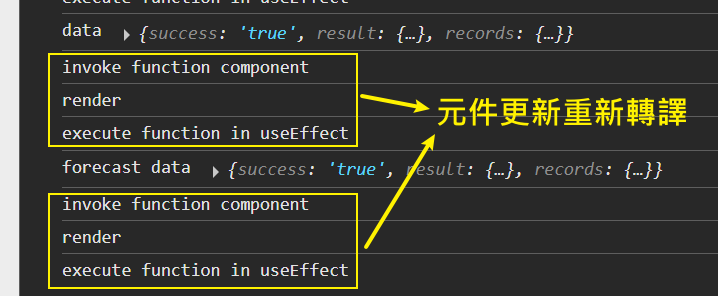 execute function in useEffect
data ▶ {success: 'true', result: {…}, records: {…}}
invoke function component
render
execute function in useEffect
元件更新重新轉譯
forecast data ▶ {success: 'true', result: {…}, records: {…}}
invoke function component
render
execute function in useEffect